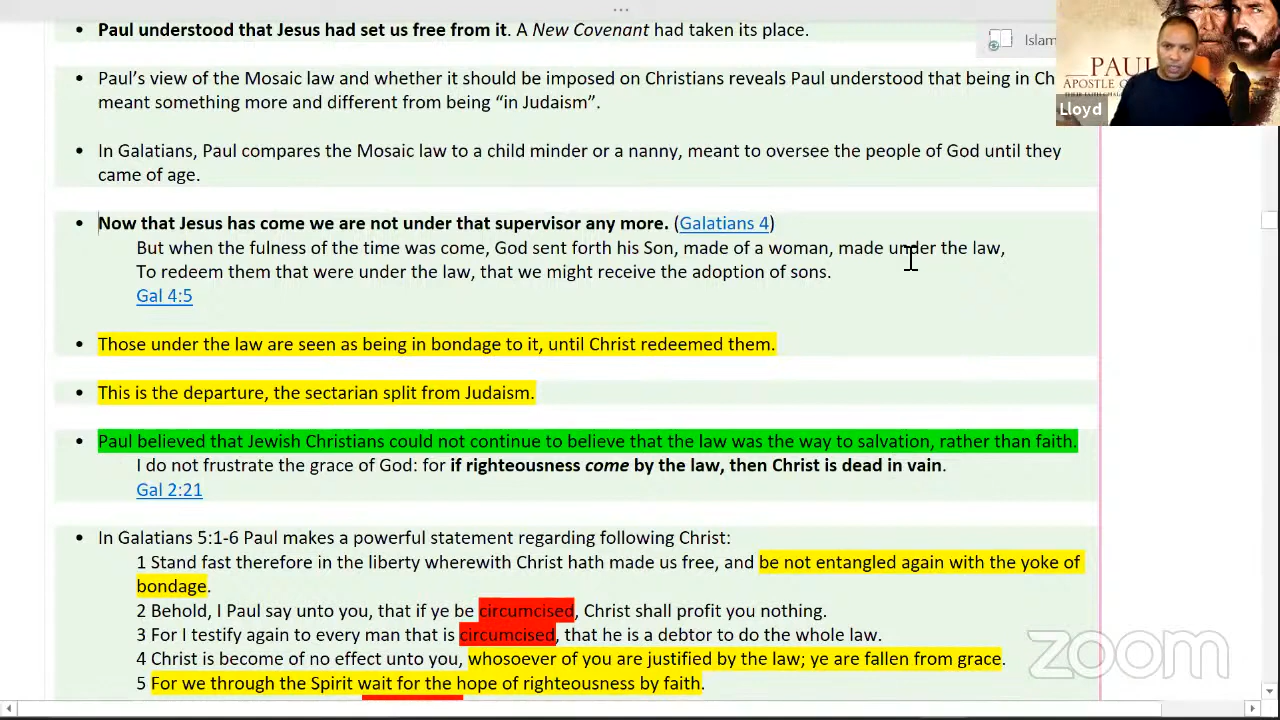 • Paul understood that Jesus had set us free from it. A New Covenant had taken its place.
Islam
• Paul’s view of the Mosaic law and whether it should be imposed on Christians reveals Paul understood that being in Ch
meant something more and different from being “in Judaism”.
PAUL
APOSTLE O
Lloyd
• In Galatians, Paul compares the Mosaic law to a child minder or a nanny, meant to oversee the people of God until they
came of age.
• Now that Jesus has come we are not under that supervisor any more. (Galatians 4)
But when the fulness of the time was come, God sent forth his Son, made of a woman, made under the law,
To redeem them that were under the law, that we might receive the adoption of sons.
Gal 4:5
• Those under the law are seen as being in bondage to it, until Christ redeemed them.
• This is the departure, the sectarian split from Judaism.
• Paul believed that Jewish Christians could not continue to believe that the law was the way to salvation, rather than faith.
I do not frustrate the grace of God: for if righteousness come by the law, then Christ is dead in vain.
Gal 2:21
• In Galatians 5:1-6 Paul makes a powerful statement regarding following Christ:
1 Stand fast therefore in the liberty wherewith Christ hath made us free, and be not entangled again with the yoke of
bondage.
2 Behold, I Paul say unto you, that if ye be circumcised, Christ shall profit you nothing.
3 For I testify again to every man that is circumcised, that he is a debtor to do the whole law.
4 Christ is become of no effect unto you, whosoever of you are justified by the law; ye are fallen from grace.
5 For we through the Spirit wait for the hope of righteousness by faith.
zoom